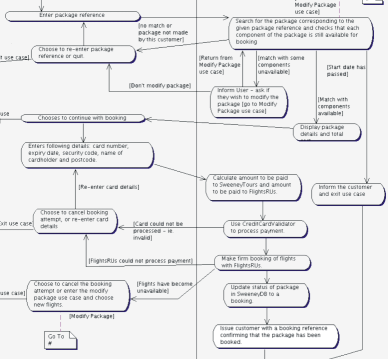 Modify Package
use case]
Enter package reference
Search for the package corresponding to the
given package reference and checks that each
component of the package is still available for
booking
[no match or
package not made
by this customer]
Choose to re-enter package
reference or quit
it use case]
[Return from
Modify Package
use case]
[match with some
components
unavailable]
[Start date has
passed]
[Don't modify package]
Inform User - ask if
they wish to modify the
package [go to Modify
Package use case]
[Match with
components
available]
use
Chooses to continue with booking
Display package
details and total
Enters following details: card number,
expiry date, security code, name of
cardholder and postcode.
Calculate amount to be paid
to SweeneyTours and amount
to be paid to FlightsRUs.
[Re-enter card details]
Inform the customer
and exit use case
Choose to cancel booking
attempt, or re-enter card
details
xit use case]
[Card could not be
processed - ie.
invalid]
Use CreditCardValidator
to process payment.
[FlightsRUs could not process payment]
Make firm booking of flights
with FlightsRUs.
Choose to cancel the booking
attempt or enter the modify
package use case and choose
new flights.
use case]
[Flights have become
unavailable]
Update status of package
in SweeneyDB to a
booking.
[Modify Package]
Go To
#
Issue customer with a booking reference
confirming that the package has been
booked.